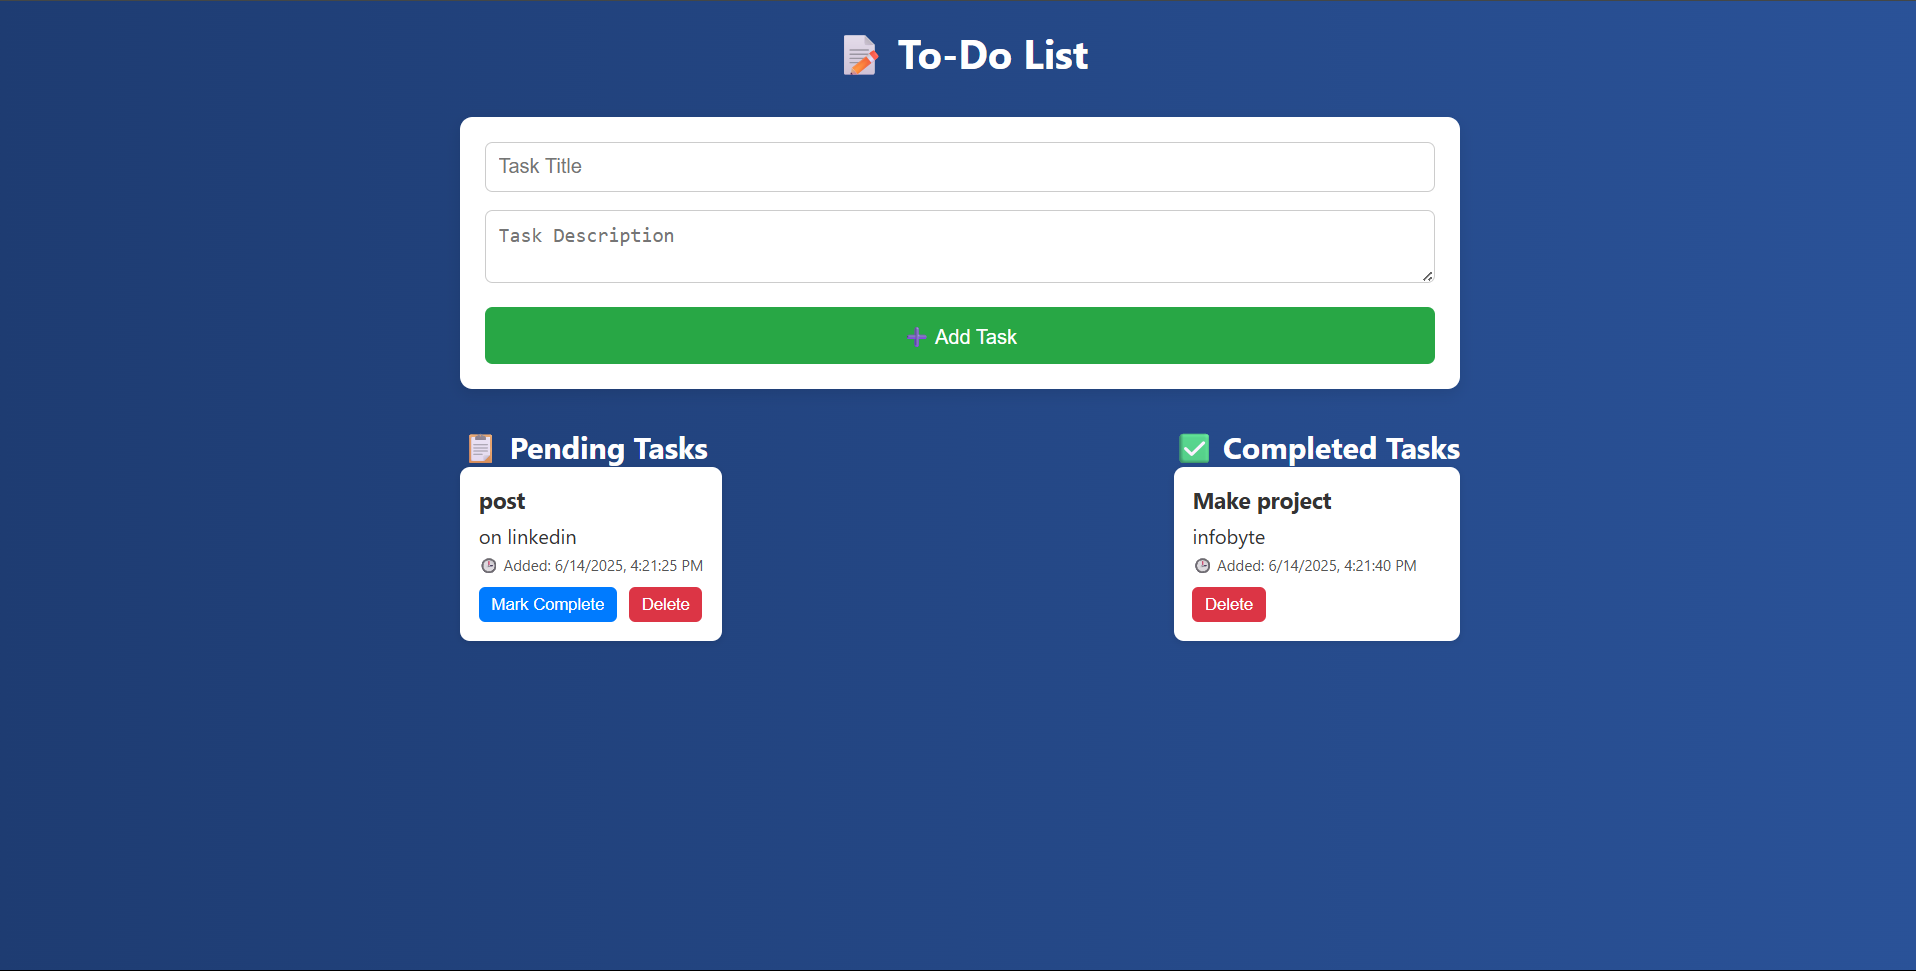 To-Do List
Task Title
Task Description
Add Task
Pending Tasks
post
on linkedin
Added: 6/14/2025, 4:21:25 PM
Mark Complete
Delete
Completed Tasks
Make project
infobyte
Added: 6/14/2025, 4:21:40 PM
Delete